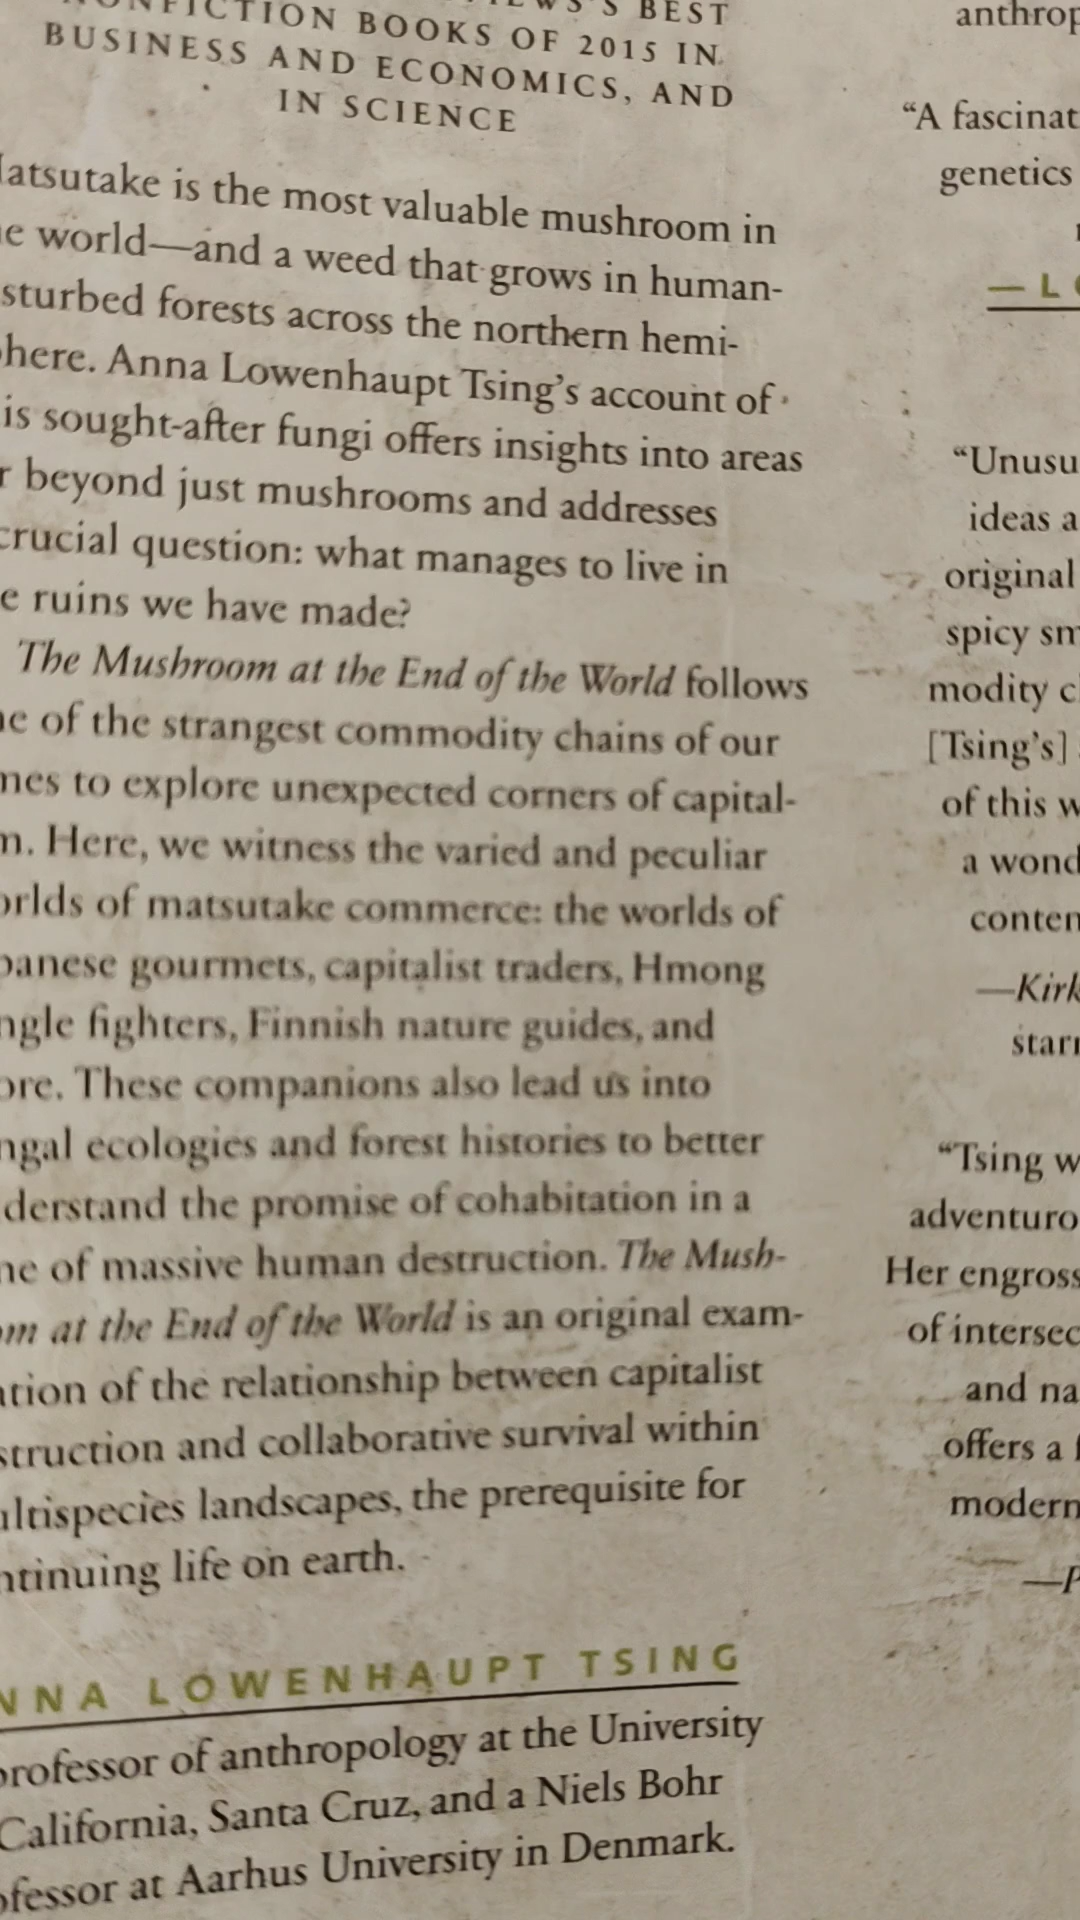 BEST
NONFICTION BOOKS OF 2015 IN
BUSINESS AND ECONOMICS, AND
IN SCIENCE
atsutake is the most valuable mushroom in
e world—and a weed that grows in human-
sturbed forests across the northern hemi-
here. Anna Lowenhaupt Tsing's account of
is sought-after fungi offers insights into areas
r beyond just mushrooms and addresses
crucial question: what manages to live in
e ruins we have made?
The Mushroom at the End of the World follows
ne of the strangest commodity chains of our
mes to explore unexpected corners of capital-
m. Here, we witness the varied and peculiar
orlds of matsutake commerce: the worlds of
panese gourmets, capitalist traders, Hmong
ngle fighters, Finnish nature guides, and
ore. These companions also lead us into
ngal ecologies and forest histories to better
derstand the promise of cohabitation in a
me of massive human destruction. The Mush-
om at the End of the World is an original exam-
ation of the relationship between capitalist
struction and collaborative survival within
ultispecies landscapes, the prerequisite for
ntinuing life on earth.
NNA LOWENHAUPT TSING
professor of anthropology at the University
California, Santa Cruz, and a Niels Bohr
ofessor at Aarhus University in Denmark.
anthrop
“A fascinat
genetics
—L
“Unusu
ideas a
original
spicy sm
modity c
[Tsing's]
of this w
a wond
conten
—Kirk
starr
“Tsing w
adventuro
Her engross
of intersec
and na
offers a f
modern
—P